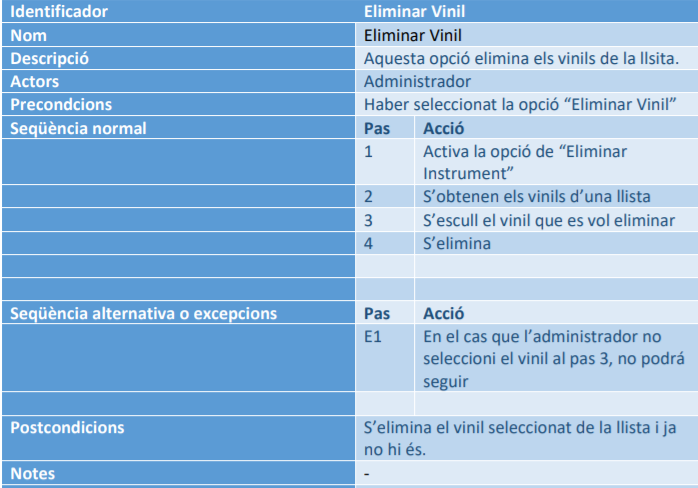 Identificador Eliminar Vinil
Nom Eliminar Vinil
Descripció Aquesta opció elimina els vinils de la llsita.
Actors Administrador
Precondcions Haber seleccionat la opció “Eliminar Vinil”
Seqüència normal Pas Acció
1 Activa la opció de “Eliminar
Instrument”
2 S’obtenen els vinils d’una llista
3 S’escull el vinil que es vol eliminar
4 S’elimina
Seqüència alternativa o excepcions Pas Acció
E1 En el cas que l’administrador no
seleccioni el vinil al pas 3, no podrá
seguir
Postcondicions S’elimina el vinil seleccionat de la llista i ja
no hi és.
Notes -